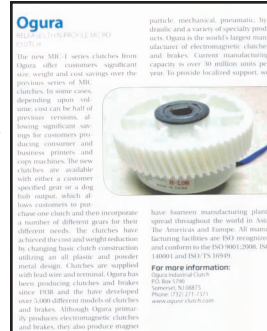 Ogura
The new MIC-1 series clutches from
Ogura offer customers significant
size, weight and cost savings over the
previous series of MIC
clutches. In some cases,
depending upon vol-
ume, cost can be half of
previous versions, al-
lowing significant sav-
ings for customers pro-
ducing consumer and
business printers and
copy machines. The new
clutches are available
with either a customer
specified gear or a dog
hub output, which al-
lows customers to pur-
chase one clutch and then incorporate
a number of different gears for their
different needs. The clutches have
achieved the cost and weight reduction
by changing basic clutch construction
utilizing an all plastic and powder
metal design. Clutches are supplied
with lead wire and terminal. Ogura has
been producing clutches and brakes
since 1938 and the have developed
over 5,000 different models of clutches
and brakes. Although Ogura primar-
ily produces electromagnetic clutches
and brakes, they also produce magnet
particle, mechanical, pneumatic, hy-
draulic and a variety of specialty prod-
ucts. Ogura is the world's largest man-
ufacturer of electromagnetic clutches
and brakes. Current manufacturing
capacity is over 30 million units per
year. To provide localized support, we
have fourteen manufacturing plants
spread throughout the world in Asia,
The Americas and Europe. All manu-
facturing facilities are ISO recognized
and conform to the ISO 9001:2008, ISO
14001 and ISO/TS 16949.
For more information:
Ogura Industrial Clutch
P.O. Box 5790
Somerset, NJ 08875
Phone: (732) 271-7371
www.ogura-clutch.com